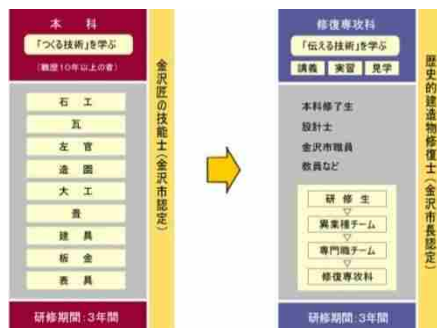 本 科
「つくる技術」を学ぶ
(職歴10年以上の者)
石 工
瓦
左 官
造 園
大 工
畳
建 具
板 金
表 具
研修期間:3年間
金沢匠の技能士(金沢市認定)
修復専攻科
「伝える技術」を学ぶ
講義 実習 見学
本科修了生
設計士
金沢市職員
教員など
研 修 生
異業種チーム
専門職チーム
修復専攻科
研修期間:3年間
歴史的建造物修復士(金沢市長認定)